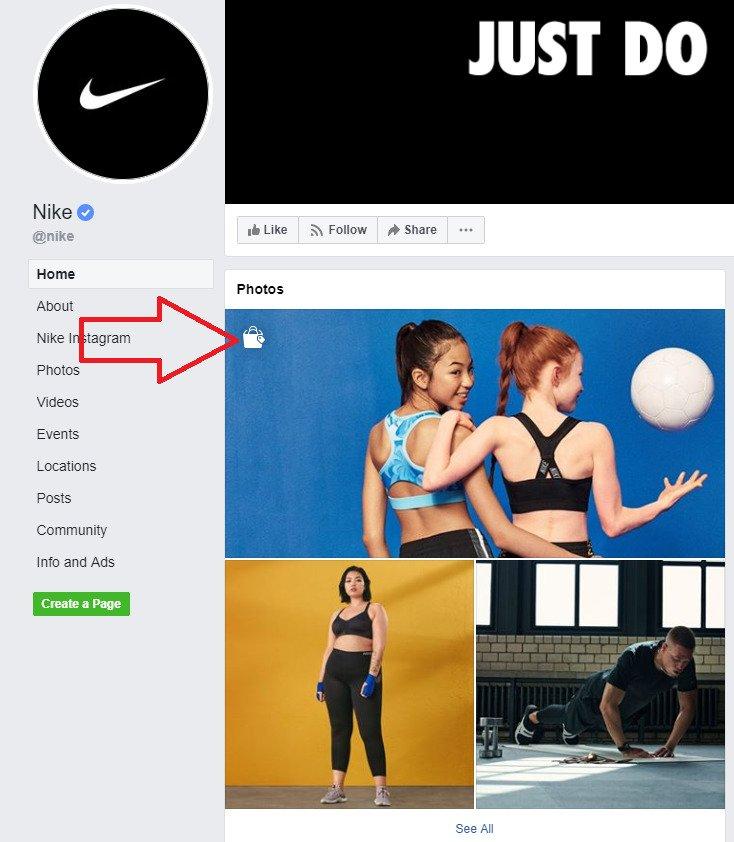 JUST DO
Nike
@nike
Like
Follow
Share
Home
About
Nike Instagram
Photos
Videos
Events
Locations
Posts
Community
Info and Ads
Create a Page
Photos
See All